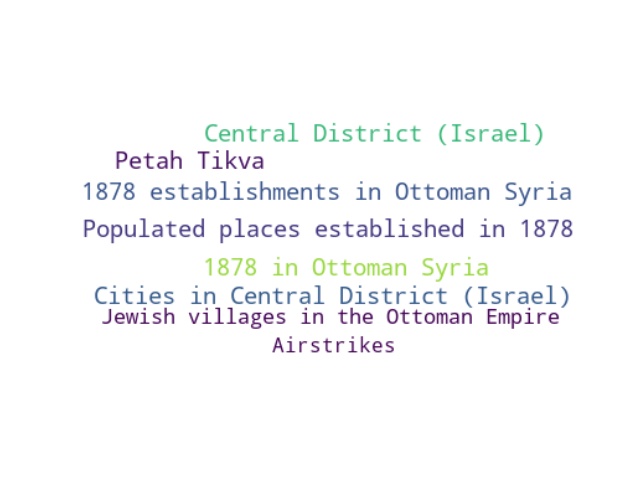 Central District (Israel)
Petah Tikva
1878 establishments in Ottoman Syria
Populated places established in 1878
1878 in Ottoman Syria
Cities in Central District (Israel)
Jewish villages in the Ottoman Empire
Airstrikes